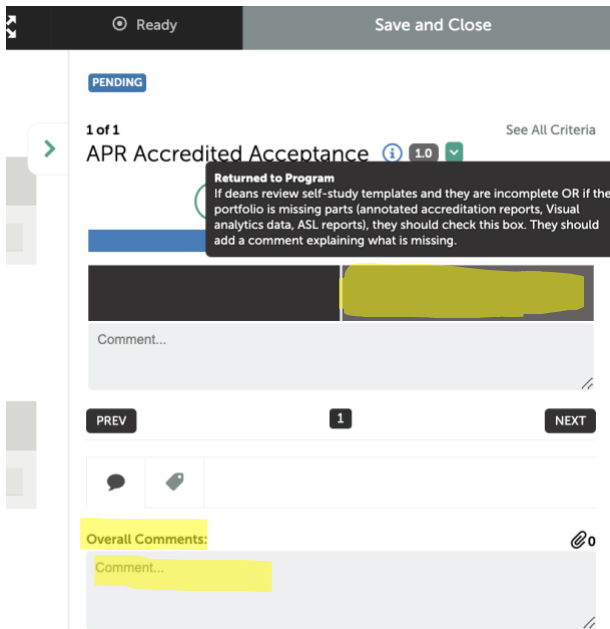 Ready
Save and Close
PENDING
1 of 1
See All Criteria
APR Accredited Acceptance
1.0
Returned to Program
If deans review self-study templates and they are incomplete OR if the
portfolio is missing parts (annotated accreditation reports, Visual
analytics data, ASL reports), they should check this box. They should
add a comment explaining what is missing.
Comment...
PREV
1
NEXT
Overall Comments:
0
Comment...